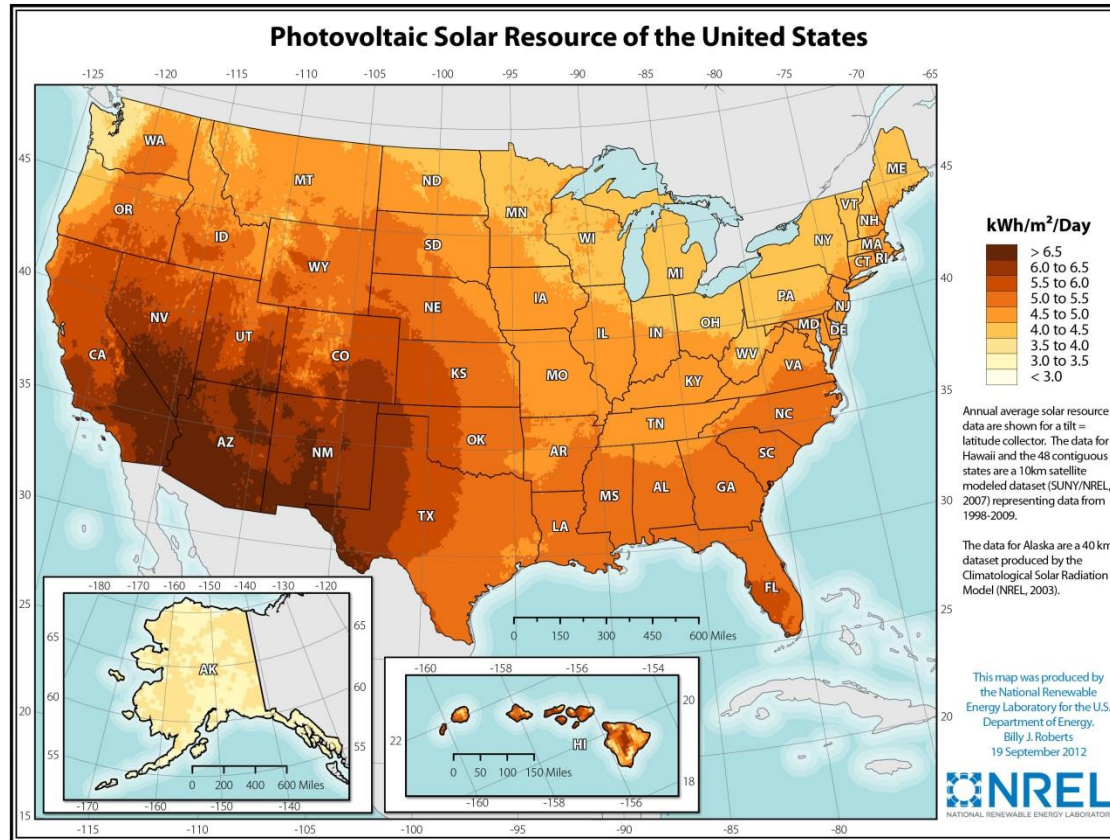 Photovoltaic Solar Resource of the United States
-125 -120 -115 -110 -105 -100 -95 -90 -85 -80 -75 -70 -65
45
40
35
30
25
20
15
45
40
35
30
25
20
-115 -110 -105 -100 -95 -90 -85 -80
WA
OR
CA
NV
ID
MT
WY
UT
CO
AZ
NM
ND
SD
NE
KS
OK
TX
MN
IA
MO
AR
LA
WI
IL
MI
IN
OH
KY
TN
MS
AL
GA
FL
SC
NC
VA
WV
MD
DE
NJ
PA
NY
CT
RI
MA
VT
NH
ME
0 150 300 450 600 Miles
-180 -170 -160 -150 -140 -130 -120
65
60
55
65
60
55
AK
0 200 400 600 Miles
-170 -160 -150 -140
-160 -158 -156 -154
22
20
18
HI
0 50 100 150 Miles
-160 -156
kWh/m²/Day
> 6.5
6.0 to 6.5
5.5 to 6.0
5.0 to 5.5
4.5 to 5.0
4.0 to 4.5
3.5 to 4.0
3.0 to 3.5
< 3.0
Annual average solar resource
data are shown for a tilt =
latitude collector. The data for
Hawaii and the 48 contiguous
states are a 10km satellite
modeled dataset (SUNY/NREL,
2007) representing data from
1998-2009.
The data for Alaska are a 40 km
dataset produced by the
Climatological Solar Radiation
Model (NREL, 2003).
This map was produced by
the National Renewable
Energy Laboratory for the U.S.
Department of Energy.
Billy J. Roberts
19 September 2012
NREL
NATIONAL RENEWABLE ENERGY LABORATORY